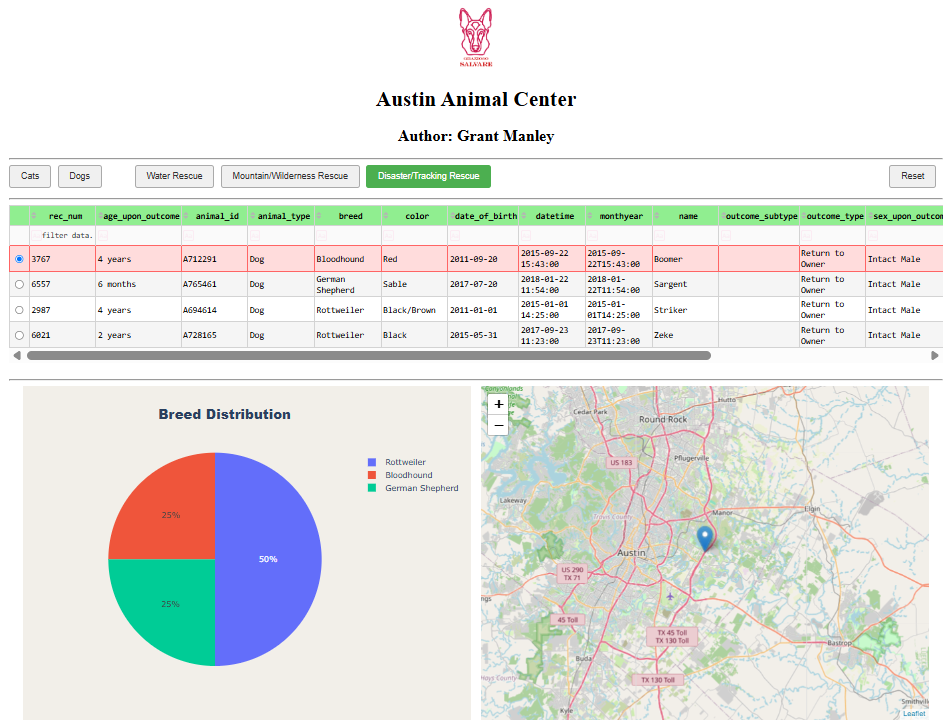 GRAZIOSO
SALVARE
Austin Animal Center
Author: Grant Manley
Cats Dogs Water Rescue Mountain/Wilderness Rescue Disaster/Tracking Rescue Reset
rec_num age_upon_outcome animal_id animal_type breed color date_of_birth datetime monthyear name outcome_subtype outcome_type sex_upon_outcom
filter data.
3767 4 years A712291 Dog Bloodhound Red 2011-09-20 2015-09-22 15:43:00 2015-09-22T15:43:00 Boomer Return to Owner Intact Male
6557 6 months A765461 Dog German Shepherd Sable 2017-07-20 2018-01-22 11:54:00 2018-01-22T11:54:00 Sargent Return to Owner Intact Male
2987 4 years A694614 Dog Rottweiler Black/Brown 2011-01-01 2015-01-01 14:25:00 2015-01-01T14:25:00 Striker Return to Owner Intact Male
6021 2 years A728165 Dog Rottweiler Black 2015-05-31 2017-09-23 11:23:00 2017-09-23T11:23:00 Zeke Return to Owner Intact Male
Breed Distribution
Rottweiler
Bloodhound
German Shepherd
25%
50%
25%
+
−
Canyonlands
Hutto
Cedar Park
Round Rock
US 183
Pflugerville
Lakeway
Travis County
Manor
Elgin
Austin
US 290
TX 71
ngs
45 Toll
TX 45 Toll
TX 130 Toll
Bastrop
Buda
Hays County
TX 130 Toll
Kyle
Smithvill
Leaflet